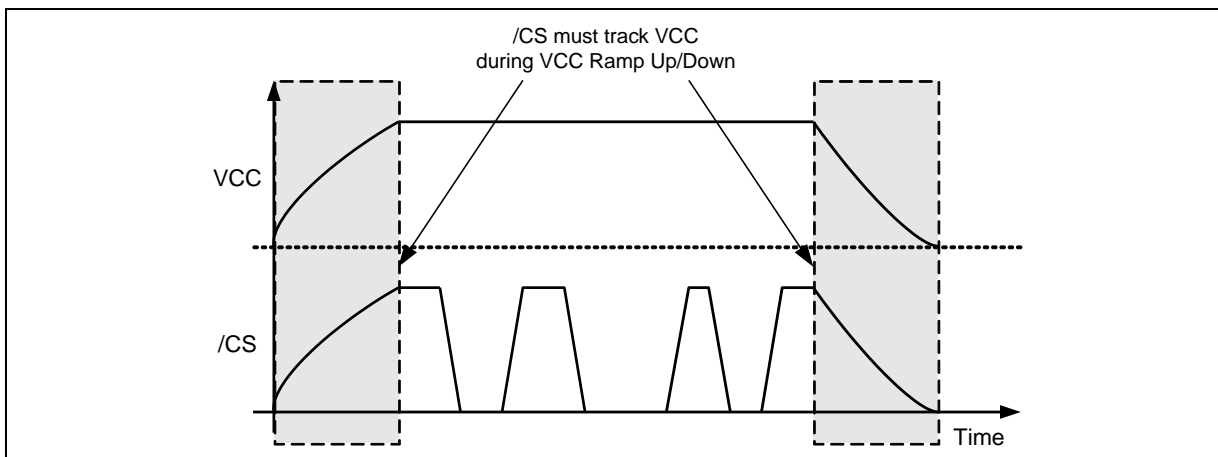 /CS must track VCC
during VCC Ramp Up/Down
VCC
/CS
Time